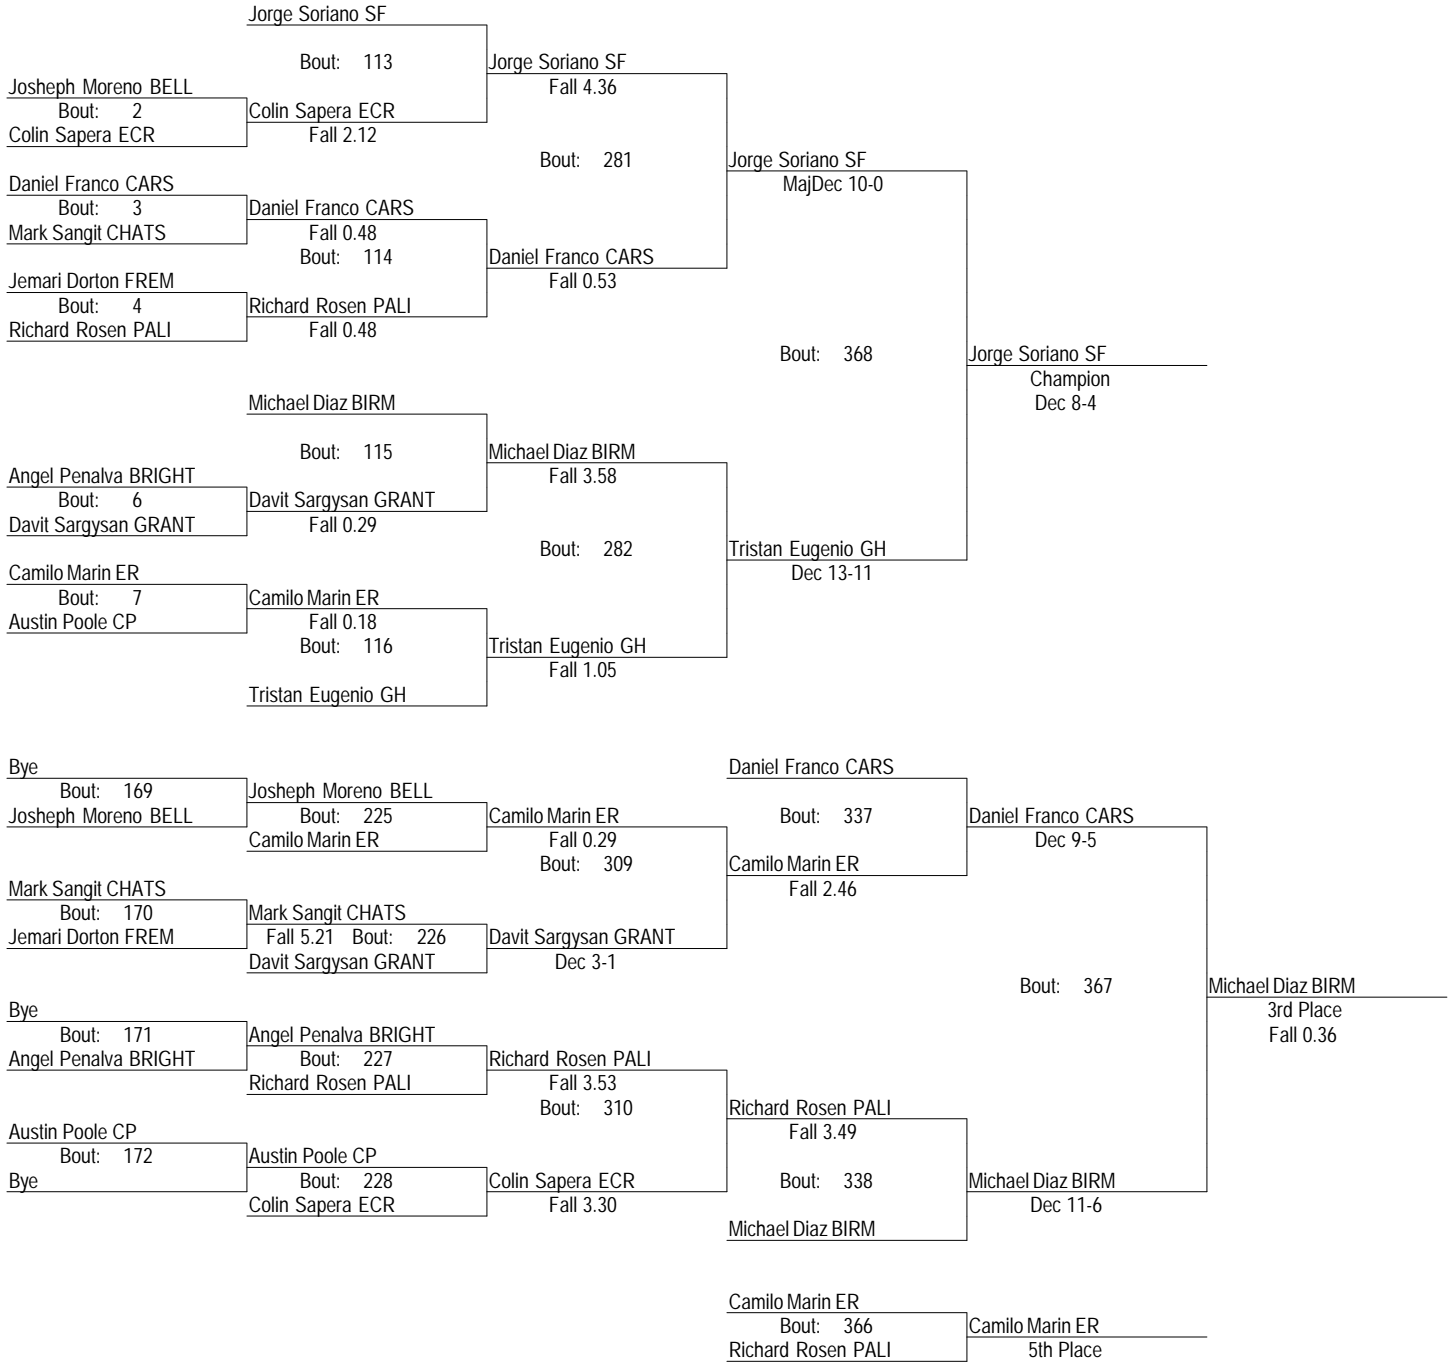 Jorge Soriano SF
Bout: 113
Jorge Soriano SF
Josheph Moreno BELL
Fall 4.36
Bout: 2
Colin Sapera ECR
Colin Sapera ECR
Fall 2.12
Bout: 281
Jorge Soriano SF
Daniel Franco CARS
MajDec 10-0
Bout: 3
Daniel Franco CARS
Mark Sangit CHATS
Fall 0.48
Bout: 114
Daniel Franco CARS
Jemari Dorton FREM
Fall 0.53
Bout: 4
Richard Rosen PALI
Richard Rosen PALI
Fall 0.48
Bout: 368
Jorge Soriano SF
Champion
Michael Diaz BIRM
Dec 8-4
Bout: 115
Michael Diaz BIRM
Angel Penalva BRIGHT
Fall 3.58
Bout: 6
Davit Sargysan GRANT
Davit Sargysan GRANT
Fall 0.29
Bout: 282
Tristan Eugenio GH
Camilo Marin ER
Dec 13-11
Bout: 7
Camilo Marin ER
Austin Poole CP
Fall 0.18
Bout: 116
Tristan Eugenio GH
Fall 1.05
Tristan Eugenio GH
Bye
Daniel Franco CARS
Bout: 169
Josheph Moreno BELL
Josheph Moreno BELL
Bout: 225
Camilo Marin ER
Bout: 337
Daniel Franco CARS
Camilo Marin ER
Fall 0.29
Dec 9-5
Bout: 309
Camilo Marin ER
Mark Sangit CHATS
Fall 2.46
Bout: 170
Mark Sangit CHATS
Jemari Dorton FREM
Fall 5.21 Bout: 226
Davit Sargysan GRANT
Davit Sargysan GRANT
Dec 3-1
Bout: 367
Michael Diaz BIRM
Bye
3rd Place
Bout: 171
Angel Penalva BRIGHT
Fall 0.36
Angel Penalva BRIGHT
Bout: 227
Richard Rosen PALI
Richard Rosen PALI
Fall 3.53
Bout: 310
Richard Rosen PALI
Austin Poole CP
Fall 3.49
Bout: 172
Austin Poole CP
Bye
Bout: 228
Colin Sapera ECR
Bout: 338
Michael Diaz BIRM
Colin Sapera ECR
Fall 3.30
Dec 11-6
Michael Diaz BIRM
Camilo Marin ER
Bout: 366
Camilo Marin ER
Richard Rosen PALI
5th Place